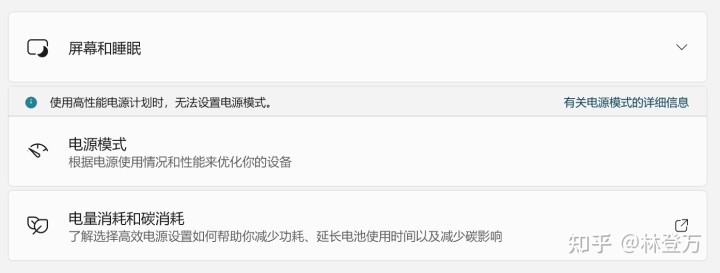 屏幕和睡眠
使用高性能电源计划时，无法设置电源模式。
有关电源模式的详细信息
电源模式
根据电源使用情况和性能来优化你的设备
电量消耗和碳消耗
了解选择高效电源设置如何帮助你减少功耗、延长电池使用时间以及减少碳影响
知乎 @林登万